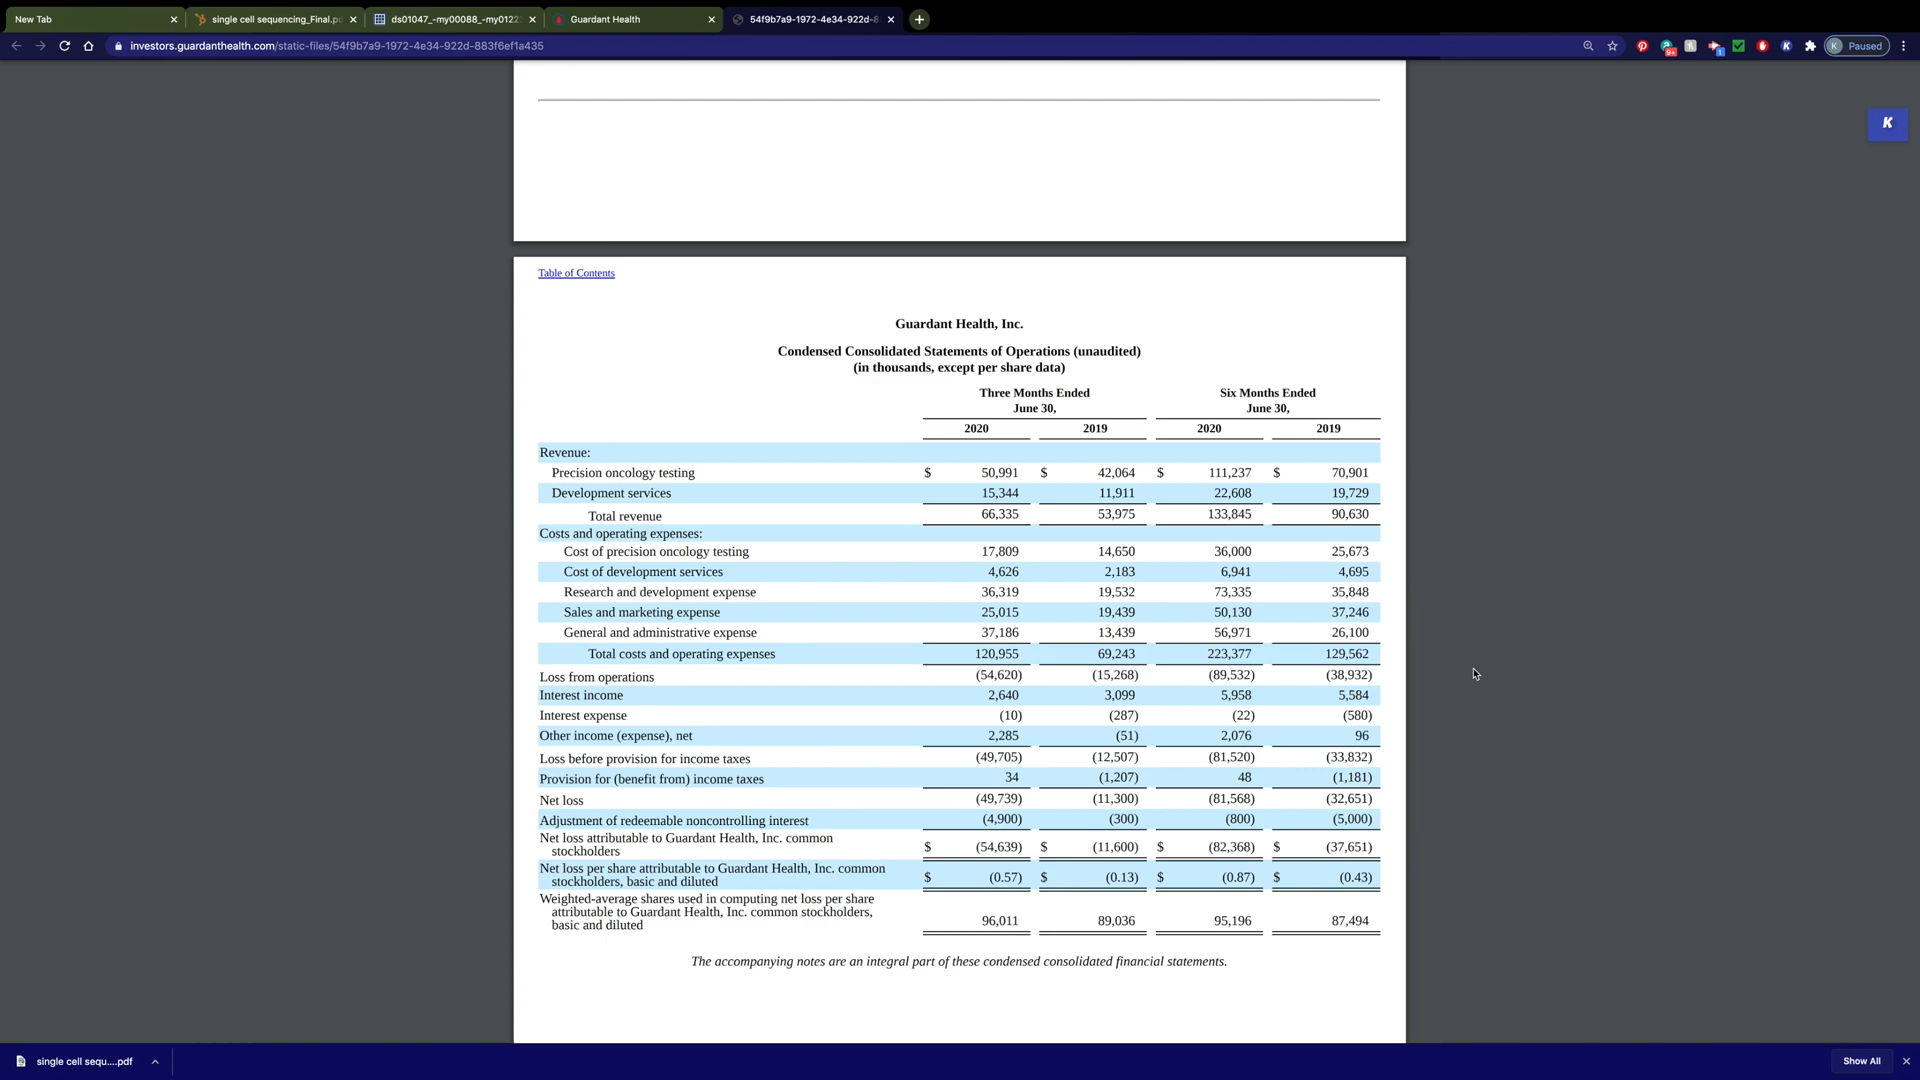 New Tab
single cell sequencing_Final.pd
ds01047_-my00088_-my0122
Guardant Health
54f9b7a9-1972-4e34-922d-8
investors.guardanthealth.com/static-files/54f9b7a9-1972-4e34-922d-883f6ef1a435
9+
1
K
K Paused
K
Table of Contents
Guardant Health, Inc.
Condensed Consolidated Statements of Operations (unaudited)
(in thousands, except per share data)
Three Months Ended Six Months Ended
June 30, June 30,
2020 2019 2020 2019
Revenue:
Precision oncology testing $ 50,991 $ 42,064 $ 111,237 $ 70,901
Development services 15,344 11,911 22,608 19,729
Total revenue 66,335 53,975 133,845 90,630
Costs and operating expenses:
Cost of precision oncology testing 17,809 14,650 36,000 25,673
Cost of development services 4,626 2,183 6,941 4,695
Research and development expense 36,319 19,532 73,335 35,848
Sales and marketing expense 25,015 19,439 50,130 37,246
General and administrative expense 37,186 13,439 56,971 26,100
Total costs and operating expenses 120,955 69,243 223,377 129,562
Loss from operations (54,620) (15,268) (89,532) (38,932)
Interest income 2,640 3,099 5,958 5,584
Interest expense (10) (287) (22) (580)
Other income (expense), net 2,285 (51) 2,076 96
Loss before provision for income taxes (49,705) (12,507) (81,520) (33,832)
Provision for (benefit from) income taxes 34 (1,207) 48 (1,181)
Net loss (49,739) (11,300) (81,568) (32,651)
Adjustment of redeemable noncontrolling interest (4,900) (300) (800) (5,000)
Net loss attributable to Guardant Health, Inc. common
stockholders $ (54,639) $ (11,600) $ (82,368) $ (37,651)
Net loss per share attributable to Guardant Health, Inc. common
stockholders, basic and diluted $ (0.57) $ (0.13) $ (0.87) $ (0.43)
Weighted-average shares used in computing net loss per share
attributable to Guardant Health, Inc. common stockholders,
basic and diluted 96,011 89,036 95,196 87,494
The accompanying notes are an integral part of these condensed consolidated financial statements.
single cell sequ....pdf
Show All